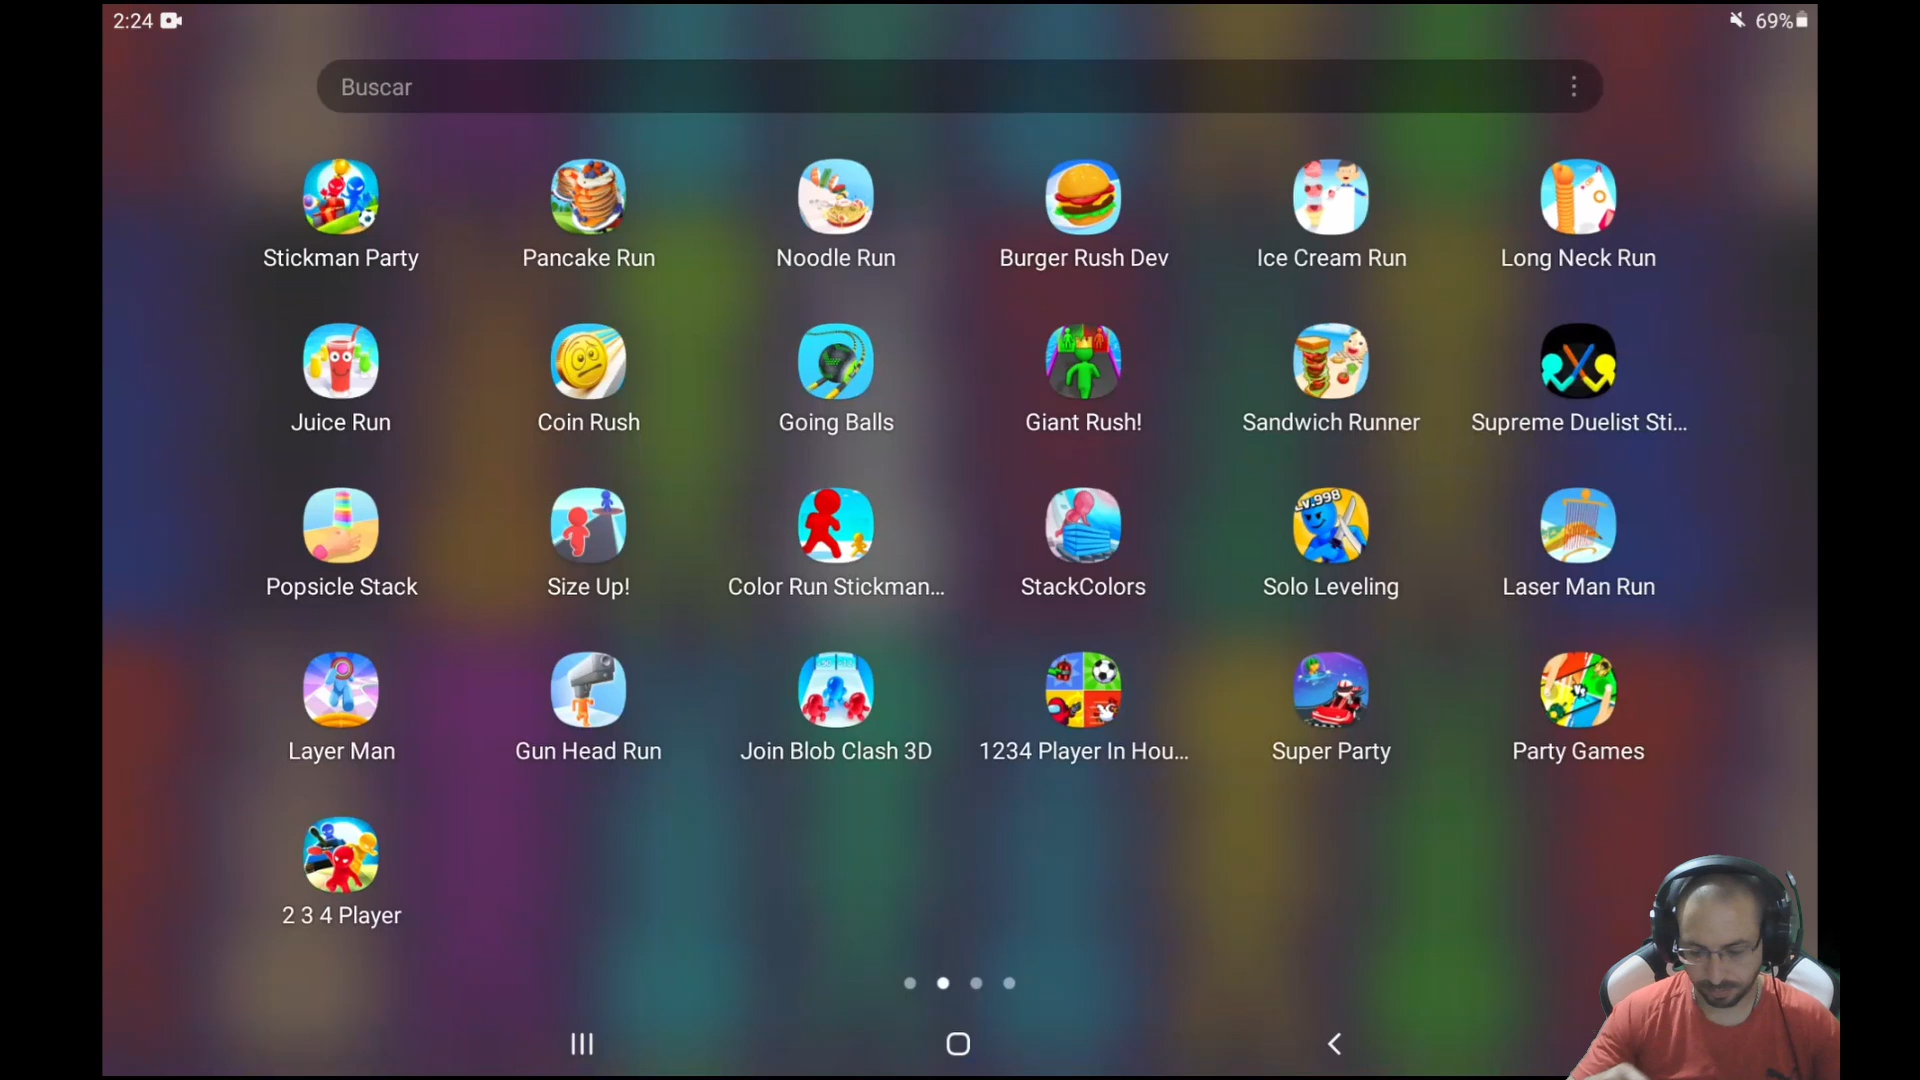 2:24
69%
Buscar
Stickman Party
Pancake Run
Noodle Run
Burger Rush Dev
Ice Cream Run
Long Neck Run
Juice Run
Coin Rush
Going Balls
Giant Rush!
Sandwich Runner
Supreme Duelist Sti...
Lv.998
Popsicle Stack
Size Up!
Color Run Stickman...
StackColors
Solo Leveling
Laser Man Run
Vs
Layer Man
Gun Head Run
Join Blob Clash 3D
1234 Player In Hou...
Super Party
Party Games
2 3 4 Player